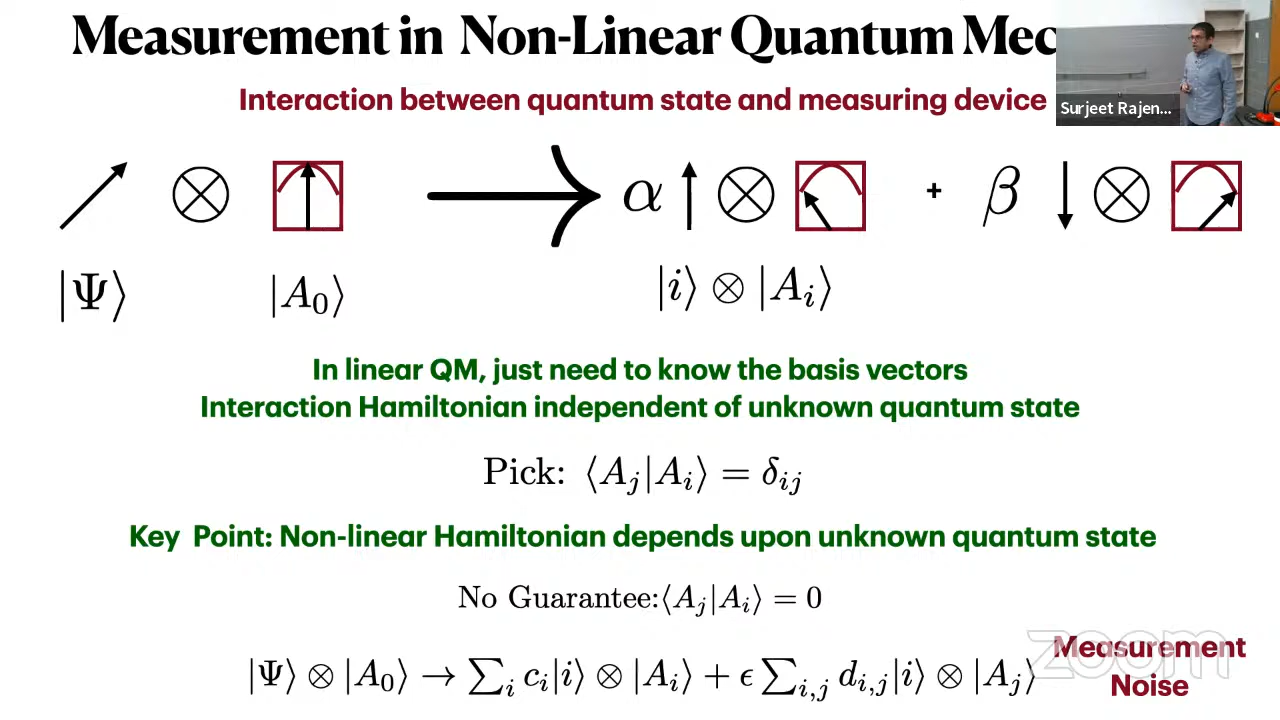 Measurement in Non-Linear Quantum Mec
Interaction between quantum state and measuring device
Surjeet Rajen...
⊗ → α ↑ ⊗ + β ↓ ⊗
|Ψ⟩ |A₀⟩ |i⟩ ⊗ |Aᵢ⟩
In linear QM, just need to know the basis vectors
Interaction Hamiltonian independent of unknown quantum state
Pick: ⟨Aⱼ|Aᵢ⟩ = δᵢⱼ
Key Point: Non-linear Hamiltonian depends upon unknown quantum state
No Guarantee:⟨Aⱼ|Aᵢ⟩ = 0
|Ψ⟩ ⊗ |A₀⟩ → ∑ᵢ cᵢ|i⟩ ⊗ |Aᵢ⟩ + ϵ ∑ᵢ,ⱼ dᵢ,ⱼ|i⟩ ⊗ |Aⱼ⟩
Measurement
Noise
zoom